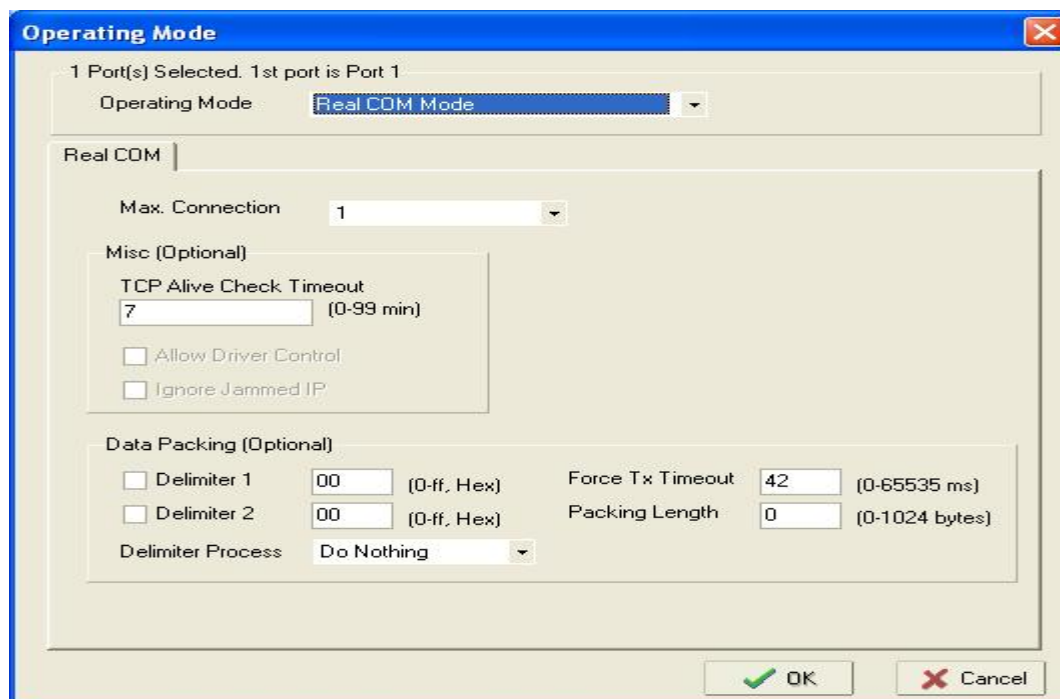 Operating Mode
1 Port(s) Selected. 1st port is Port 1
Operating Mode Real COM Mode
Real COM
Max. Connection 1
Misc (Optional)
TCP Alive Check Timeout
7 (0-99 min)
Allow Driver Control
Ignore Jammed IP
Data Packing (Optional)
Delimiter 1 00 (0-ff, Hex) Force Tx Timeout 42 (0-65535 ms)
Delimiter 2 00 (0-ff, Hex) Packing Length 0 (0-1024 bytes)
Delimiter Process Do Nothing
OK Cancel